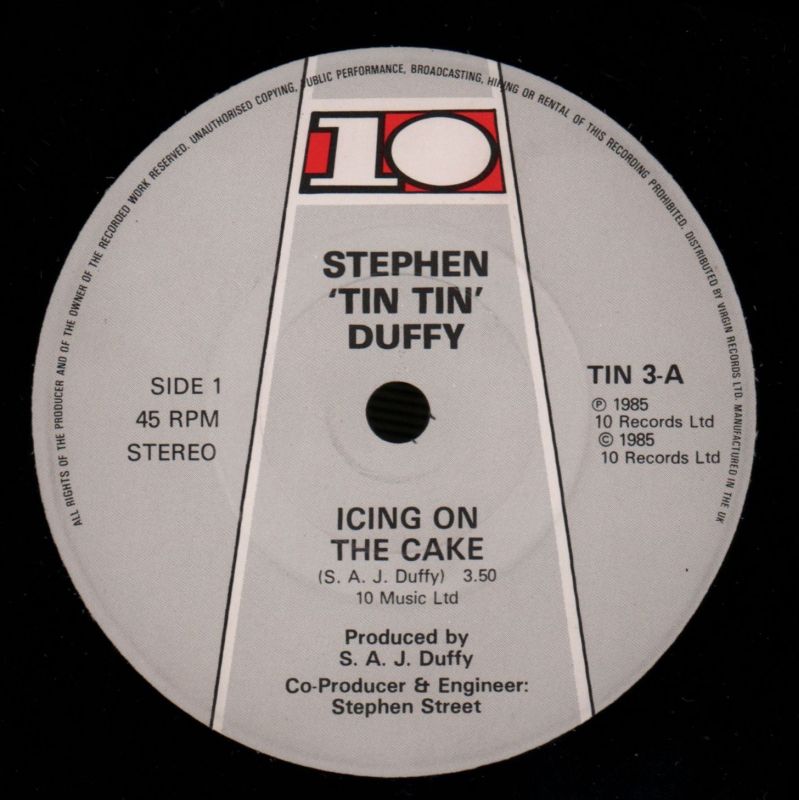 ALL RIGHTS OF THE PRODUCER AND OF THE OWNER OF THE RECORDED WORK RESERVED. UNAUTHORISED COPYING, PUBLIC PERFORMANCE, BROADCASTING, HIRING OR RENTAL OF THIS RECORDING PROHIBITED. DISTRIBUTED BY VIRGIN RECORDS LTD. MANUFACTURED IN THE UK
10
STEPHEN
'TIN TIN'
DUFFY
SIDE 1
45 RPM
STEREO
TIN 3-A
Ⓟ 1985
10 Records Ltd
© 1985
10 Records Ltd
ICING ON
THE CAKE
(S. A. J. Duffy) 3.50
10 Music Ltd
Produced by
S. A. J. Duffy
Co-Producer & Engineer:
Stephen Street